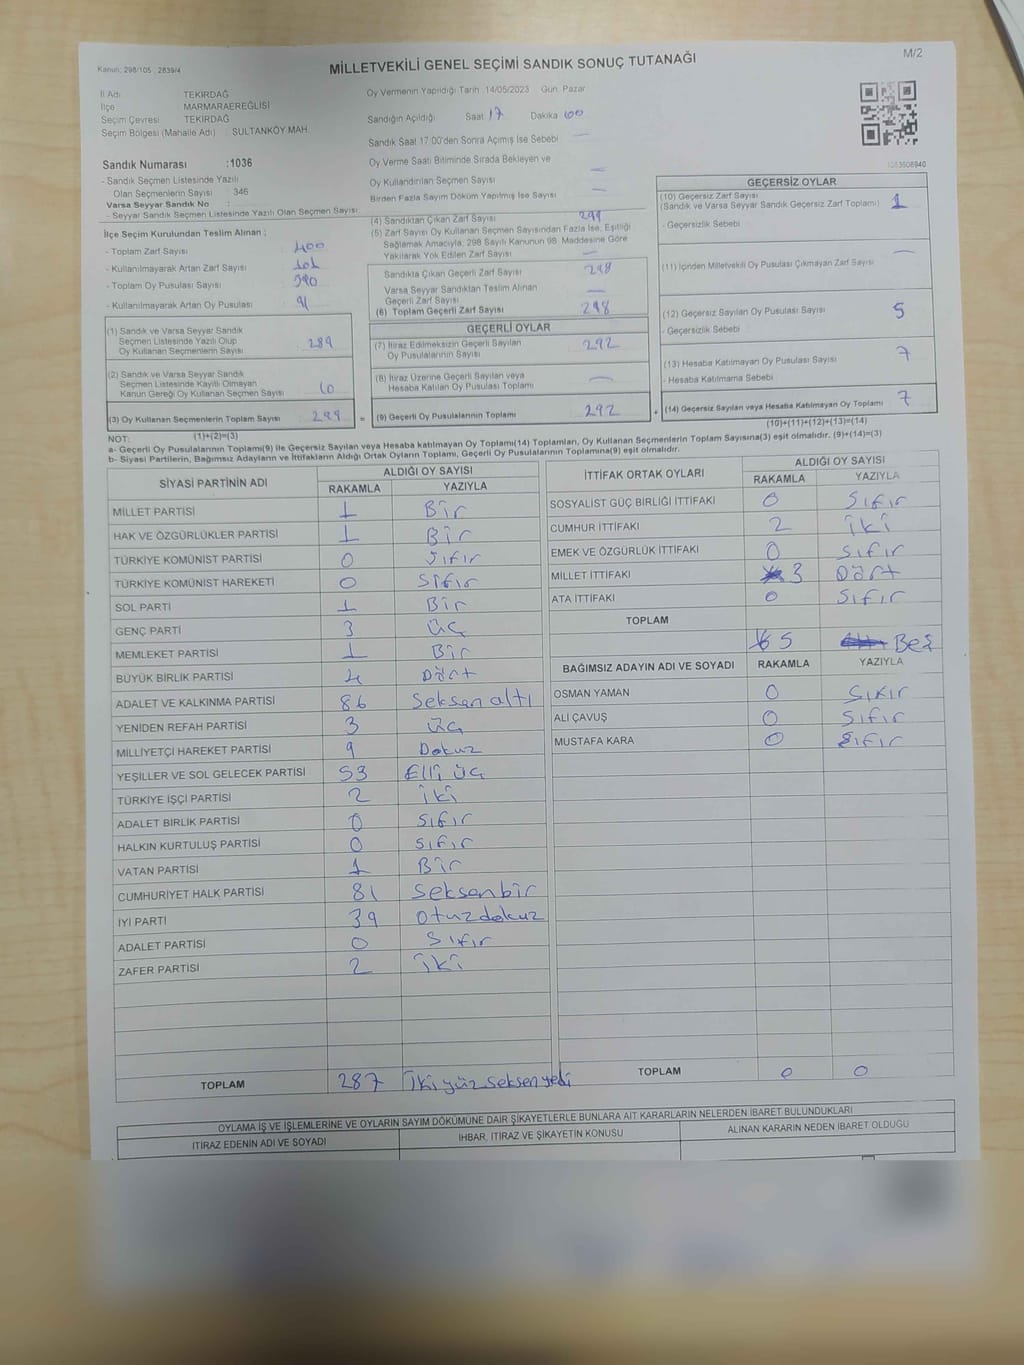 Kanun: 298/105 , 2839/4
MİLLETVEKİLİ GENEL SEÇİMİ SANDIK SONUÇ TUTANAĞI
M/2
İl Adı TEKİRDAĞ
İlçe MARMARAEREĞLİSİ
Seçim Çevresi TEKİRDAĞ
Seçim Bölgesi (Mahalle Adı) : SULTANKÖY MAH.
Sandık Numarası :1036
- Sandık Seçmen Listesinde Yazılı
Olan Seçmenlerin Sayısı : 346
Varsa Seyyar Sandık No :
- Seyyar Sandık Seçmen Listesinde Yazılı Olan Seçmen Sayısı:
İlçe Seçim Kurulundan Teslim Alınan :
- Toplam Zarf Sayısı 400
- Kullanılmayarak Artan Zarf Sayısı 101
- Toplam Oy Pusulası Sayısı 390
- Kullanılmayarak Artan Oy Pusulası 91
(1) Sandık ve Varsa Seyyar Sandık
Seçmen Listesinde Yazılı Olup
Oy Kullanan Seçmenlerin Sayısı 289
(2) Sandık ve Varsa Seyyar Sandık
Seçmen Listesinde Kayıtlı Olmayan
Kanun Gereği Oy Kullanan Seçmen Sayısı 10
(3) Oy Kullanan Seçmenlerin Toplam Sayısı 299
(1)+(2)=(3)
Oy Vermenin Yapıldığı Tarih :14/05/2023 Gün: Pazar
Sandığın Açıldığı Saat 17 Dakika 00
Sandık Saat 17:00'den Sonra Açılmış İse Sebebi —
Oy Verme Saati Bitiminde Sırada Bekleyen ve
Oy Kullandırılan Seçmen Sayısı —
Birden Fazla Sayım Döküm Yapılmış İse Sayısı —
(4) Sandıktan Çıkan Zarf Sayısı 299
(5) Zarf Sayısı Oy Kullanan Seçmen Sayısından Fazla İse, Eşitliği
Sağlamak Amacıyla, 298 Sayılı Kanunun 98. Maddesine Göre
Yakılarak Yok Edilen Zarf Sayısı —
Sandıkta Çıkan Geçerli Zarf Sayısı 298
Varsa Seyyar Sandıktan Teslim Alınan
Geçerli Zarf Sayısı —
(6) Toplam Geçerli Zarf Sayısı 298
GEÇERLİ OYLAR
(7) İtiraz Edilmeksizin Geçerli Sayılan
Oy Pusulalarının Sayısı 292
(8) İtiraz Üzerine Geçerli Sayılan veya
Hesaba Katılan Oy Pusulası Toplamı —
= (9) Geçerli Oy Pusulalarının Toplamı 292 +
1053506940
GEÇERSİZ OYLAR
(10) Geçersiz Zarf Sayısı
(Sandık ve Varsa Seyyar Sandık Geçersiz Zarf Toplamı) 1
- Geçersizlik Sebebi
(11) İçinden Milletvekili Oy Pusulası Çıkmayan Zarf Sayısı —
(12) Geçersiz Sayılan Oy Pusulası Sayısı 5
- Geçersizlik Sebebi
(13) Hesaba Katılmayan Oy Pusulası Sayısı 7
- Hesaba Katılmama Sebebi
(14) Geçersiz Sayılan veya Hesaba Katılmayan Oy Toplamı 7
(10)+(11)+(12)+(13)=(14)
NOT:
a- Geçerli Oy Pusulalarının Toplamı(9) ile Geçersiz Sayılan veya Hesaba katılmayan Oy Toplamı(14) Toplamları, Oy Kullanan Seçmenlerin Toplam Sayısına(3) eşit olmalıdır. (9)+(14)=(3)
b- Siyasi Partilerin, Bağımsız Adayların ve İttifakların Aldığı Ortak Oyların Toplamı, Geçerli Oy Pusulalarının Toplamına(9) eşit olmalıdır.
SİYASİ PARTİNİN ADI ALDIĞI OY SAYISI
RAKAMLA YAZIYLA
MİLLET PARTİSİ 1 Bir
HAK VE ÖZGÜRLÜKLER PARTİSİ 1 Bir
TÜRKİYE KOMÜNİST PARTİSİ 0 Sıfır
TÜRKİYE KOMÜNİST HAREKETİ 0 Sıfır
SOL PARTİ 1 Bir
GENÇ PARTİ 3 Üç
MEMLEKET PARTİSİ 1 Bir
BÜYÜK BİRLİK PARTİSİ 4 Dört
ADALET VE KALKINMA PARTİSİ 86 Seksen altı
YENİDEN REFAH PARTİSİ 3 Üç
MİLLİYETÇİ HAREKET PARTİSİ 9 Dokuz
YEŞİLLER VE SOL GELECEK PARTİSİ 53 Elli üç
TÜRKİYE İŞÇİ PARTİSİ 2 iki
ADALET BİRLİK PARTİSİ 0 Sıfır
HALKIN KURTULUŞ PARTİSİ 0 Sıfır
VATAN PARTİSİ 1 Bir
CUMHURİYET HALK PARTİSİ 81 Seksenbir
İYİ PARTİ 39 Otuzdokuz
ADALET PARTİSİ 0 Sıfır
ZAFER PARTİSİ 2 iki
TOPLAM 287 ikiyüz seksen yedi
İTTİFAK ORTAK OYLARI ALDIĞI OY SAYISI
RAKAMLA YAZIYLA
SOSYALİST GÜÇ BİRLİĞİ İTTİFAKI 0 Sıfır
CUMHUR İTTİFAKI 2 iki
EMEK VE ÖZGÜRLÜK İTTİFAKI 0 Sıfır
MİLLET İTTİFAKI 3 Dört
ATA İTTİFAKI 0 Sıfır
TOPLAM
5 Beş
BAĞIMSIZ ADAYIN ADI VE SOYADI RAKAMLA YAZIYLA
OSMAN YAMAN 0 Sıfır
ALİ ÇAVUŞ 0 Sıfır
MUSTAFA KARA 0 Sıfır
TOPLAM 0 0
OYLAMA İŞ VE İŞLEMLERİNE VE OYLARIN SAYIM DÖKÜMÜNE DAİR ŞİKAYETLERLE BUNLARA AİT KARARLARIN NELERDEN İBARET BULUNDUKLARI
İTİRAZ EDENİN ADI VE SOYADI İHBAR, İTİRAZ VE ŞİKAYETİN KONUSU ALINAN KARARIN NEDEN İBARET OLDUĞU